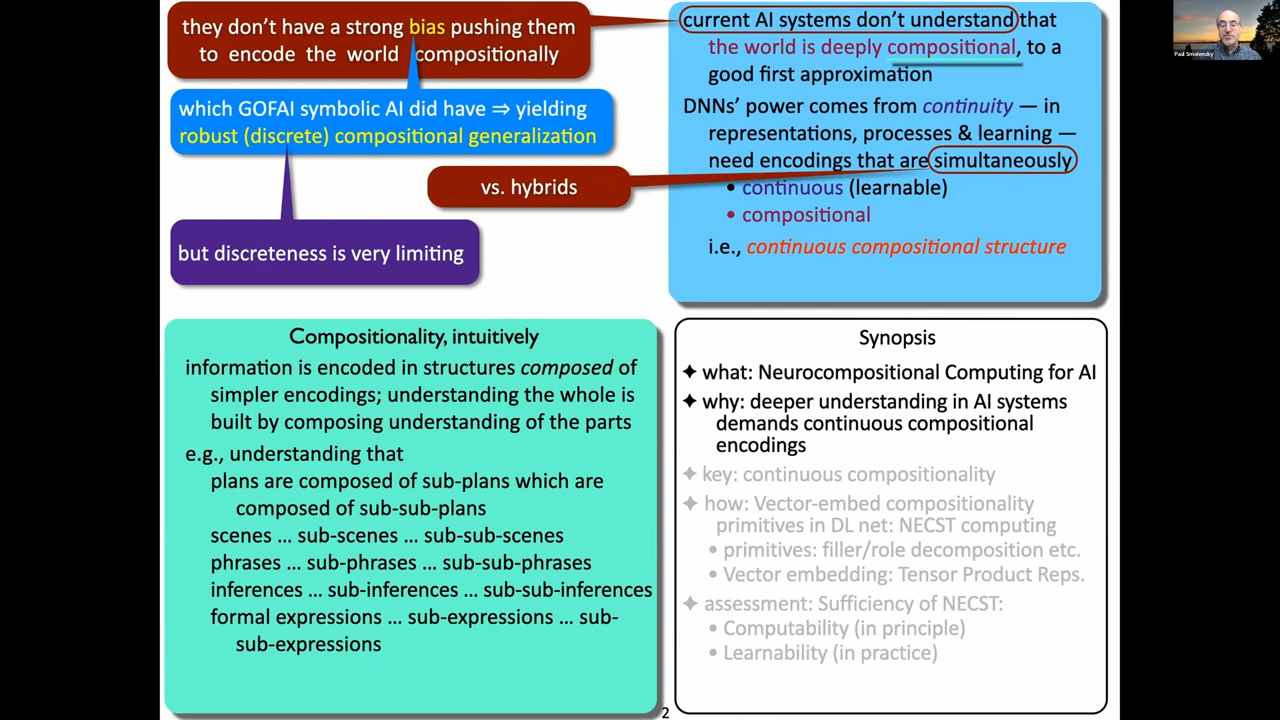 they don't have a strong bias pushing them
to encode the world compositionally
which GOFAI symbolic AI did have ⇒ yielding
robust (discrete) compositional generalization
vs. hybrids
but discreteness is very limiting
current AI systems don't understand that
the world is deeply compositional, to a
good first approximation
DNNs' power comes from continuity — in
representations, processes & learning —
need encodings that are simultaneously
• continuous (learnable)
• compositional
i.e., continuous compositional structure
Paul Smolensky
Compositionality, intuitively
information is encoded in structures composed of
simpler encodings; understanding the whole is
built by composing understanding of the parts
e.g., understanding that
plans are composed of sub-plans which are
composed of sub-sub-plans
scenes ... sub-scenes ... sub-sub-scenes
phrases ... sub-phrases ... sub-sub-phrases
inferences ... sub-inferences ... sub-sub-inferences
formal expressions ... sub-expressions ... sub-
sub-expressions
Synopsis
✦ what: Neurocompositional Computing for AI
✦ why: deeper understanding in AI systems
demands continuous compositional
encodings
✦ key: continuous compositionality
✦ how: Vector-embed compositionality
primitives in DL net: NECST computing
• primitives: filler/role decomposition etc.
• Vector embedding: Tensor Product Reps.
✦ assessment: Sufficiency of NECST:
• Computability (in principle)
• Learnability (in practice)
2